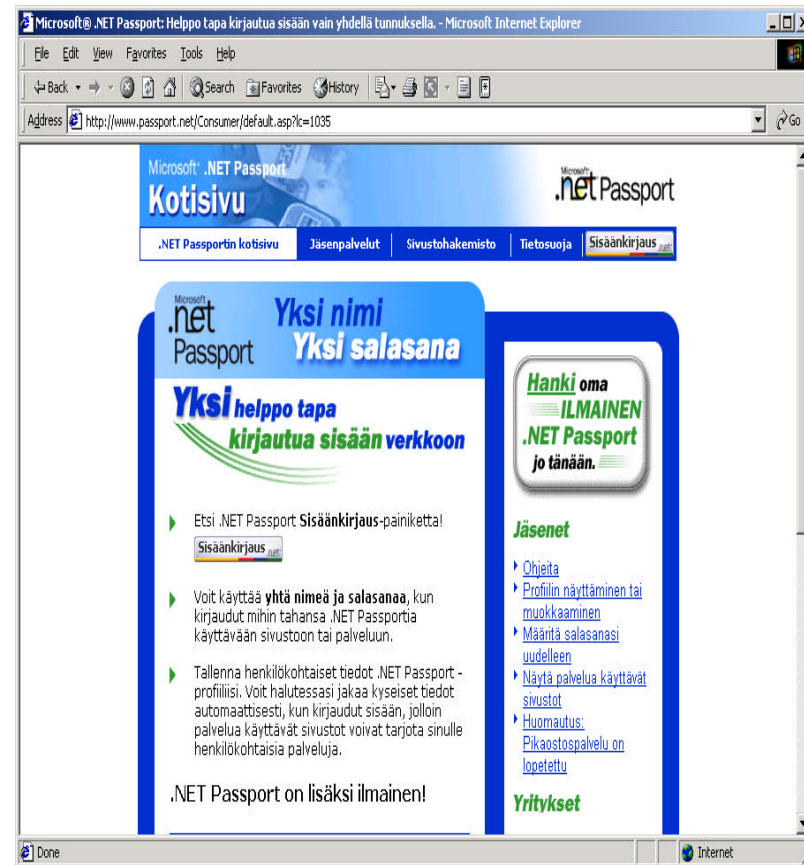 Microsoft® .NET Passport: Helppo tapa kirjautua sisään vain yhdellä tunnuksella. - Microsoft Internet Explorer
File Edit View Favorites Tools Help
Back Search Favorites History
Address http://www.passport.net/Consumer/default.asp?lc=1035 Go
Microsoft® .NET Passport
Kotisivu
Microsoft®
.net Passport
.NET Passportin kotisivu Jäsenpalvelut Sivustohakemisto Tietosuoja Sisäänkirjaus .net
Microsoft®
.net
Passport
Yksi nimi
Yksi salasana
Yksi helppo tapa
kirjautua sisään verkkoon
Etsi .NET Passport Sisäänkirjaus-painiketta!
Sisäänkirjaus .net
Voit käyttää yhtä nimeä ja salasanaa, kun
kirjaudut mihin tahansa .NET Passportia
käyttävään sivustoon tai palveluun.
Tallenna henkilökohtaiset tiedot .NET Passport -
profiiliisi. Voit halutessasi jakaa kyseiset tiedot
automaattisesti, kun kirjaudut sisään, jolloin
palvelua käyttävät sivustot voivat tarjota sinulle
henkilökohtaisia palveluja.
.NET Passport on lisäksi ilmainen!
Hanki oma
ILMAINEN
.NET Passport
jo tänään.
Jäsenet
Ohjeita
Profiilin näyttäminen tai
muokkaaminen
Määritä salasanasi
uudelleen
Näytä palvelua käyttävät
sivustot
Huomautus:
Pikaostospalvelu on
lopetettu
Yritykset
Done Internet